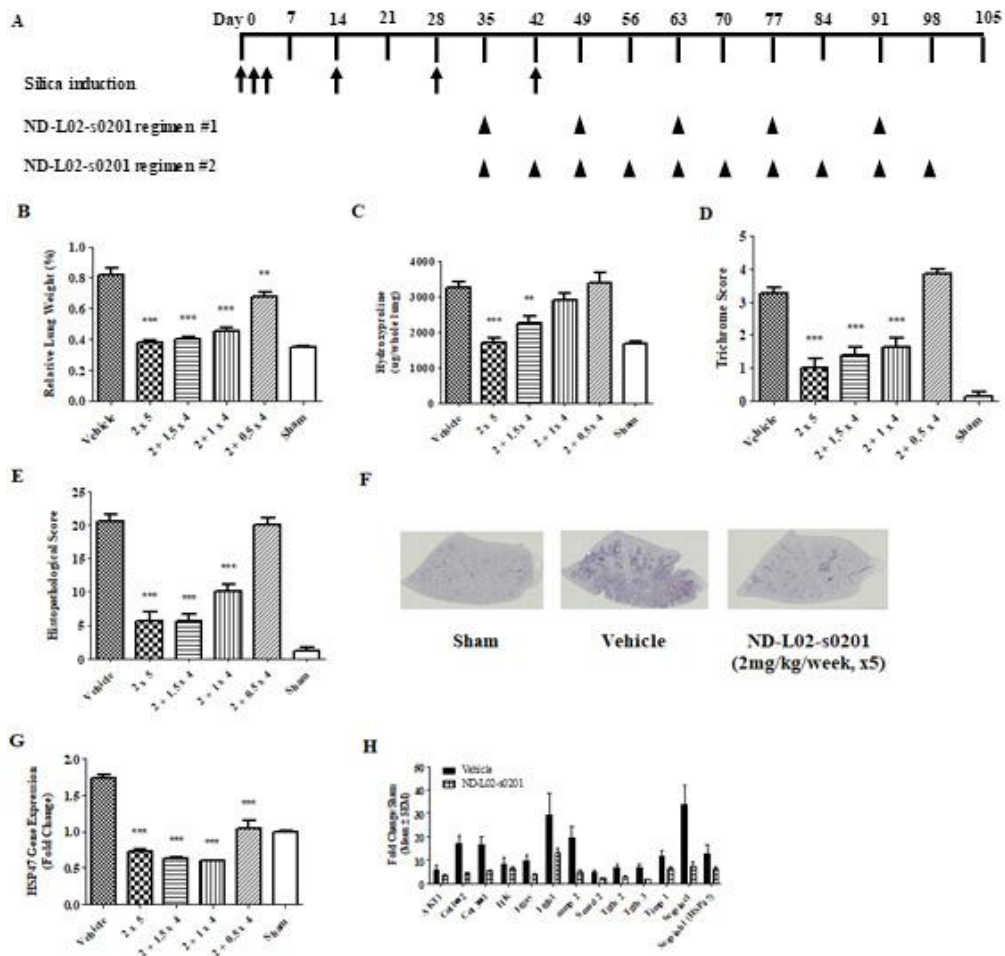 A
Day 0 7 14 21 28 35 42 56 63 77 84 91 98 105
Silica induction
ND-L02-s0201 regimen #1
ND-L02-s0201 regimen #2
B
Relative Lung Weight (%)
1.0
0.8
0.6
0.4
0.2
0.0
***
***
***
**
Vehicle
2 x 5
2 + 1,5 x 4
2 + 1 x 4
2 + 0,5 x 4
Sham
C
Hydroxyproline
(ug/whole lung)
4000
3000
2000
1000
0
***
**
Vehicle
2 x 5
2 + 1.5x 4
2 + 1 x 4
2 + 0,5 x 4
Sham
D
Trichrome Score
5
4
3
2
1
0
***
***
***
Vehicle
2 x 5
2 + 1,5 x 4
2 + 1 x 4
2 + 0,5 x 4
Sham
E
Histopathological Score
25
20
15
10
5
0
***
***
***
Vehicle
2 x 5
2 + 1,5 x 4
2 + 1 x 4
2 + 0,5 x 4
Sham
F
Sham
Vehicle
ND-L02-s0201
(2mg/kg/week, x5)
G
HSP47 Gene Expression
(Fold Change)
2.0
1.5
1.0
0.5
0.0
***
***
***
***
Vehicle
2 x 5
2 + 1,5 x 4
2 + 1 x 4
2 + 0.5x 4
Sham
H
Fold Change Sham
(Mean ± SEM)
Vehicle
ND-L02-s0201
50
40
30
20
10
0